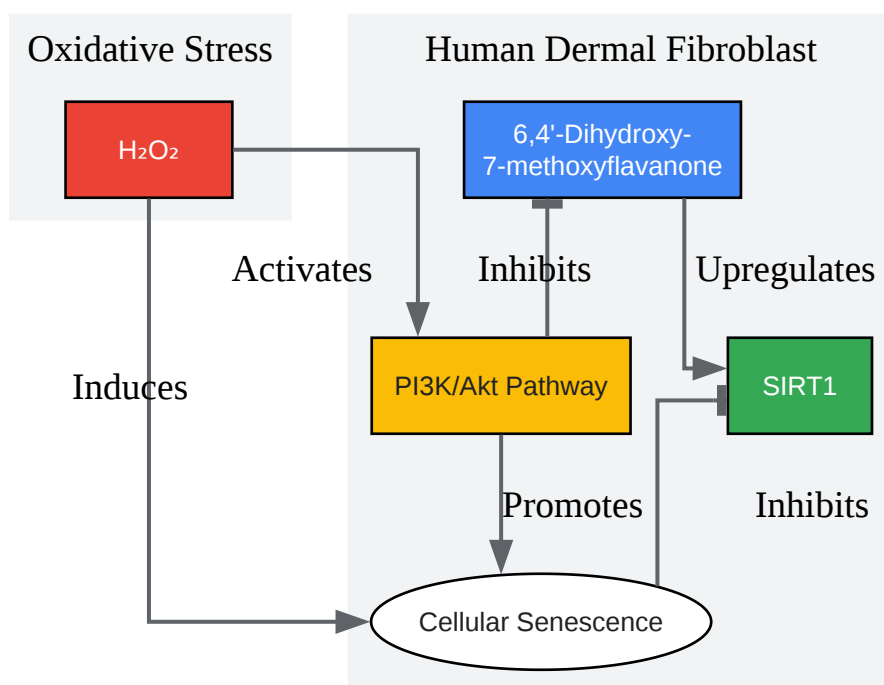 Oxidative Stress
Human Dermal Fibroblast
H₂O₂
6,4'-Dihydroxy-
7-methoxyflavanone
Activates
Inhibits
Upregulates
Induces
PI3K/Akt Pathway
SIRT1
Promotes
Inhibits
Cellular Senescence